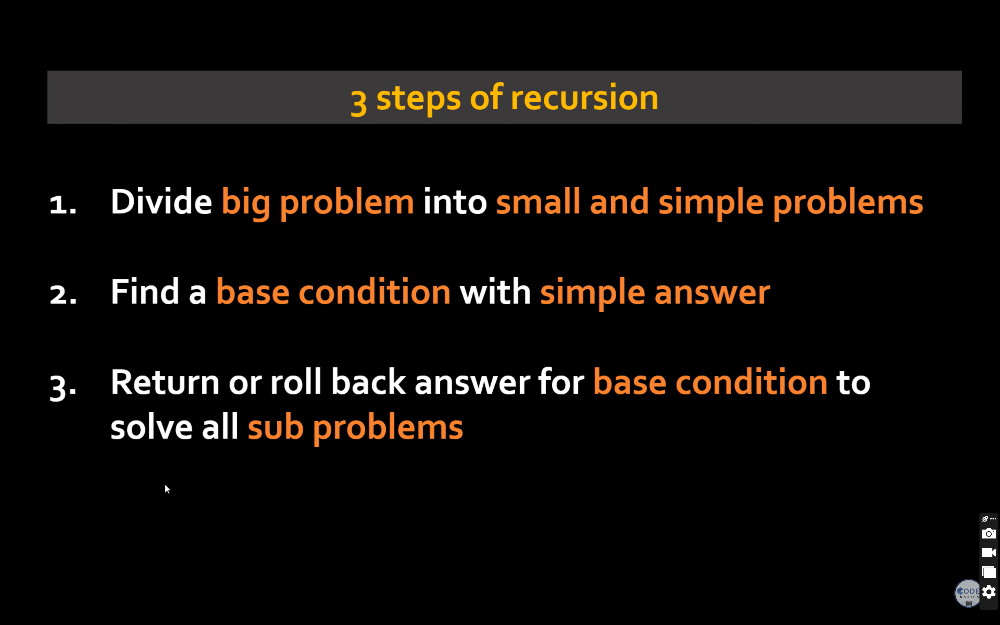 3 steps of recursion
1. Divide big problem into small and simple problems
2. Find a base condition with simple answer
3. Return or roll back answer for base condition to
solve all sub problems
CODE
BASICS
हिंदी